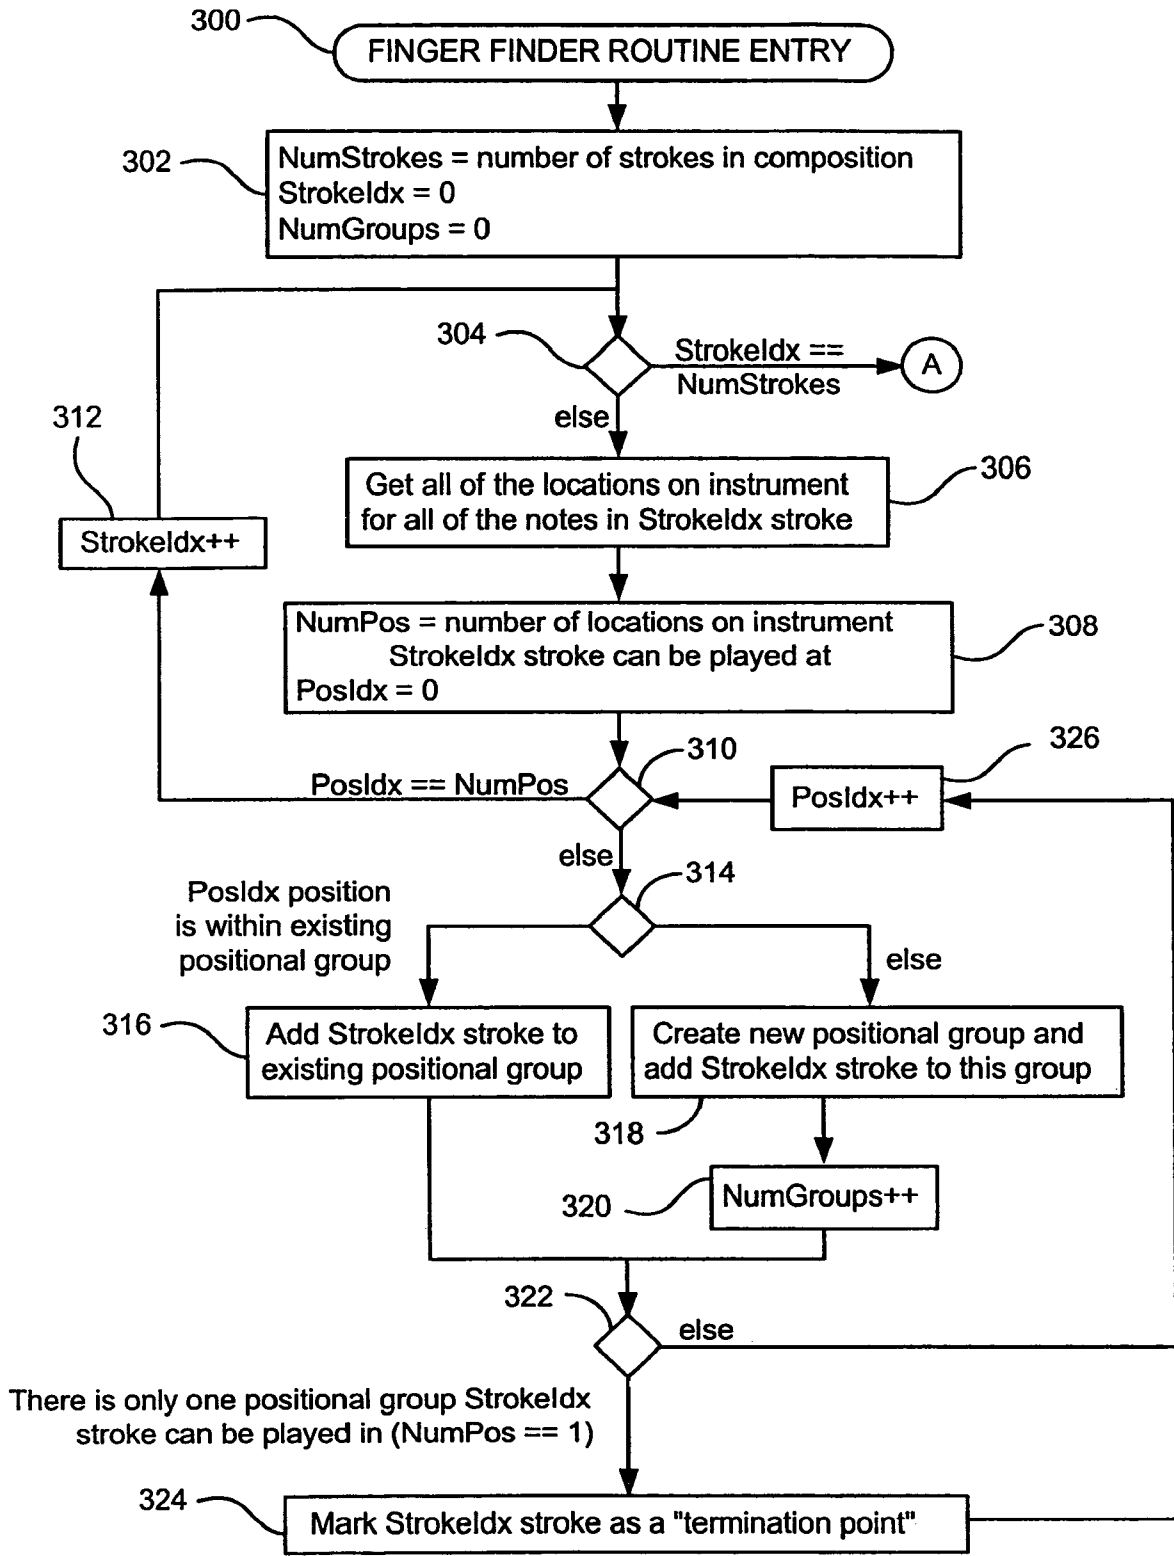 300
FINGER FINDER ROUTINE ENTRY
302
NumStrokes = number of strokes in composition
StrokeIdx = 0
NumGroups = 0
304
StrokeIdx ==
NumStrokes
A
else
312
StrokeIdx++
306
Get all of the locations on instrument
for all of the notes in StrokeIdx stroke
308
NumPos = number of locations on instrument
StrokeIdx stroke can be played at
PosIdx = 0
310
326
PosIdx == NumPos
PosIdx++
else
314
PosIdx position
is within existing
positional group
else
316
Add StrokeIdx stroke to
existing positional group
Create new positional group and
add StrokeIdx stroke to this group
318
320
NumGroups++
322
else
There is only one positional group StrokeIdx
stroke can be played in (NumPos == 1)
324
Mark StrokeIdx stroke as a "termination point"